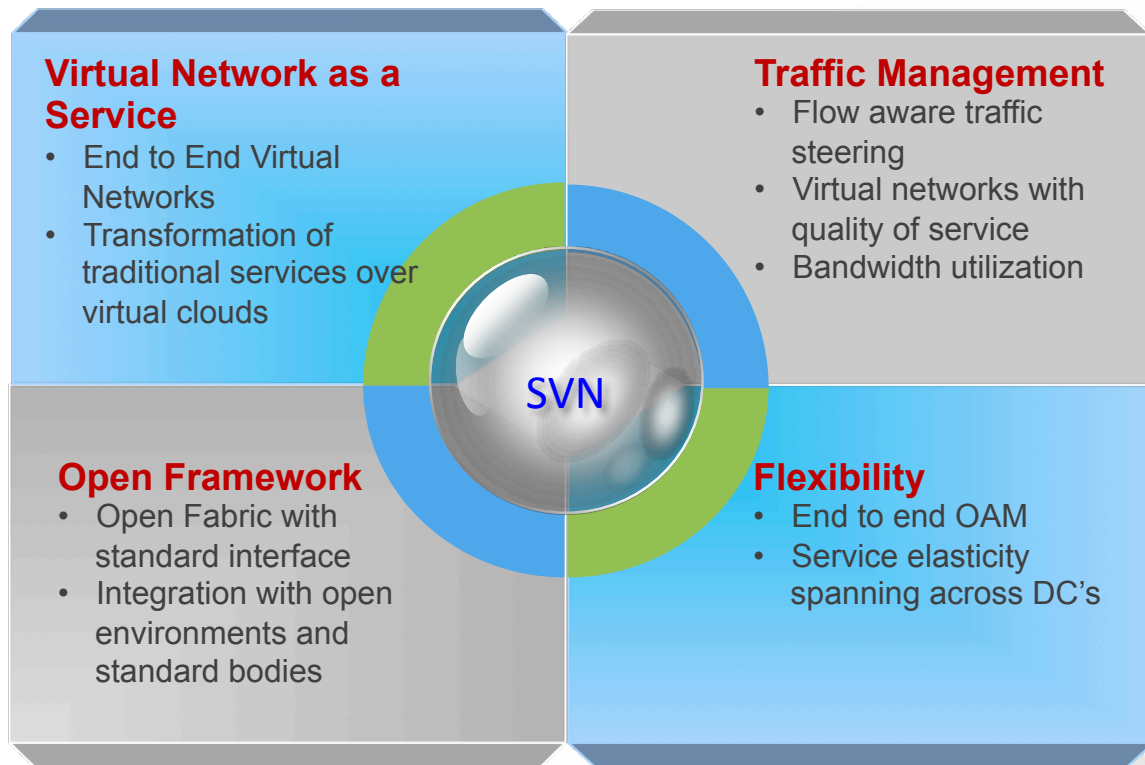 Virtual Network as a
Service
• End to End Virtual
Networks
• Transformation of
traditional services over
virtual clouds
Traffic Management
• Flow aware traffic
steering
• Virtual networks with
quality of service
• Bandwidth utilization
SVN
Open Framework
• Open Fabric with
standard interface
• Integration with open
environments and
standard bodies
Flexibility
• End to end OAM
• Service elasticity
spanning across DC’s